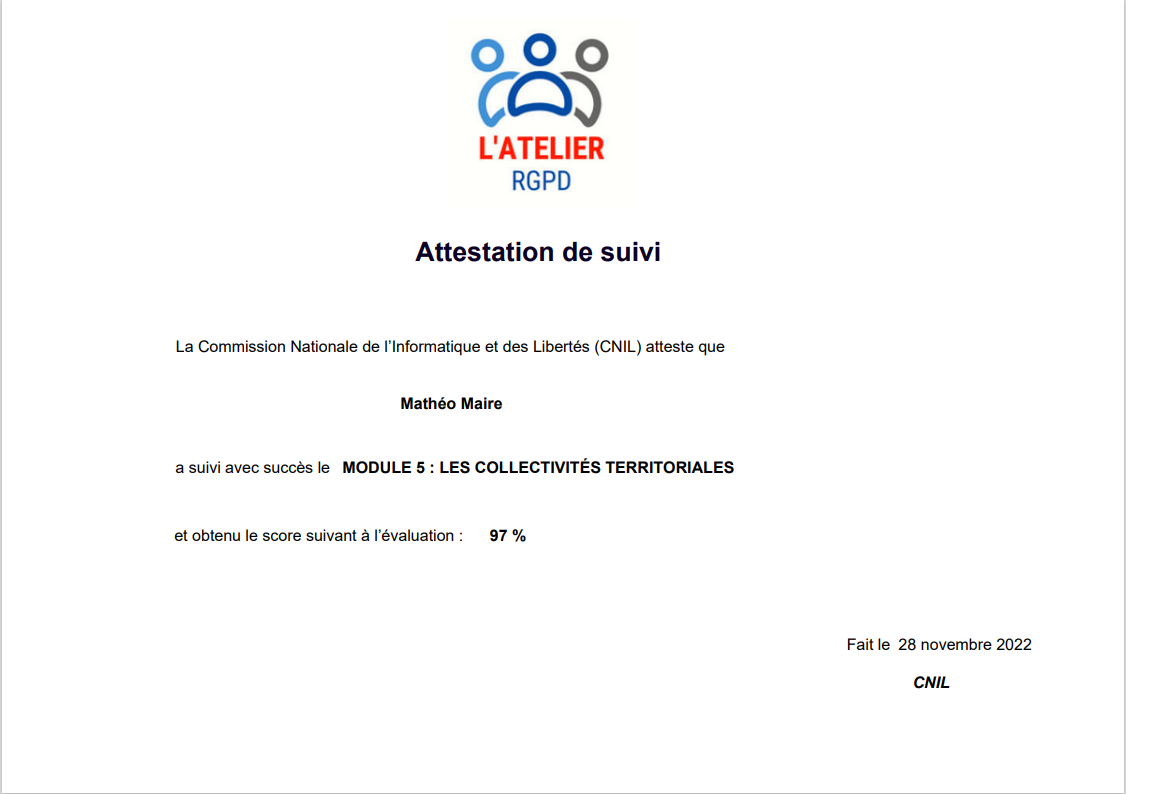 L'ATELIER
RGPD
Attestation de suivi
La Commission Nationale de l’Informatique et des Libertés (CNIL) atteste que
Mathéo Maire
a suivi avec succès le MODULE 5 : LES COLLECTIVITÉS TERRITORIALES
et obtenu le score suivant à l’évaluation : 97 %
Fait le 28 novembre 2022
CNIL